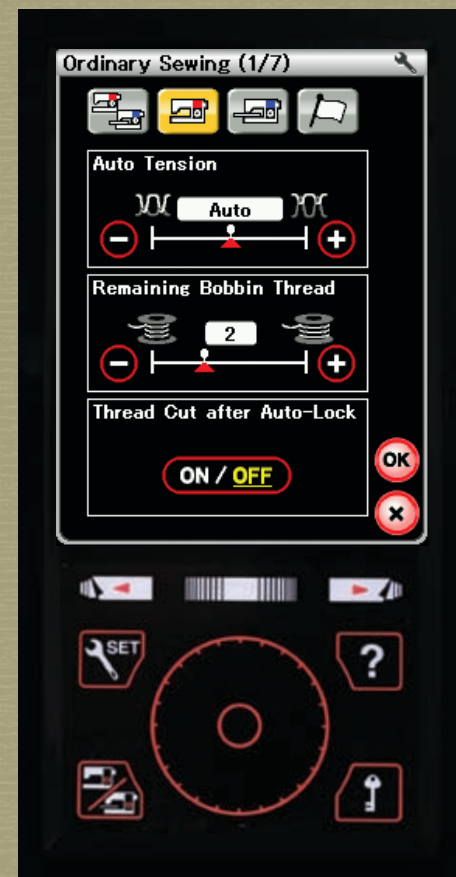 Ordinary Sewing (1/7)
Auto Tension
Auto
Remaining Bobbin Thread
2
Thread Cut after Auto-Lock
ON / OFF
OK
SET
?